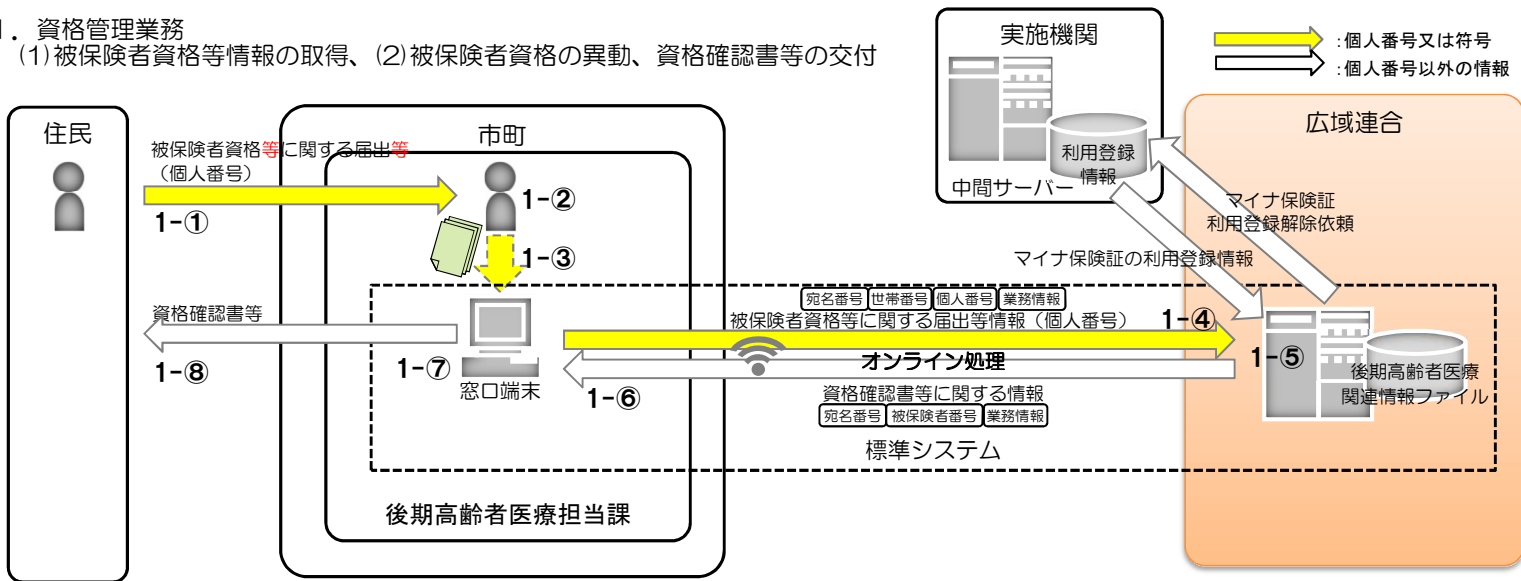 １．資格管理業務
(1)被保険者資格等情報の取得、(2)被保険者資格の異動、資格確認書等の交付
実施機関
:個人番号又は符号
:個人番号以外の情報
住民
市町
広域連合
被保険者資格等に関する届出等
（個人番号）
1-①
1-②
1-③
利用登録
情報
中間サーバー
マイナ保険証
利用登録解除依頼
マイナ保険証の利用登録情報
宛名番号 世帯番号 個人番号 業務情報
被保険者資格等に関する届出等情報（個人番号）
1-④
資格確認書等
オンライン処理
1-⑤
1-⑦
1-⑧
窓口端末
1-⑥
資格確認書等に関する情報
宛名番号 被保険者番号 業務情報
後期高齢者医療
関連情報ファイル
標準システム
後期高齢者医療担当課